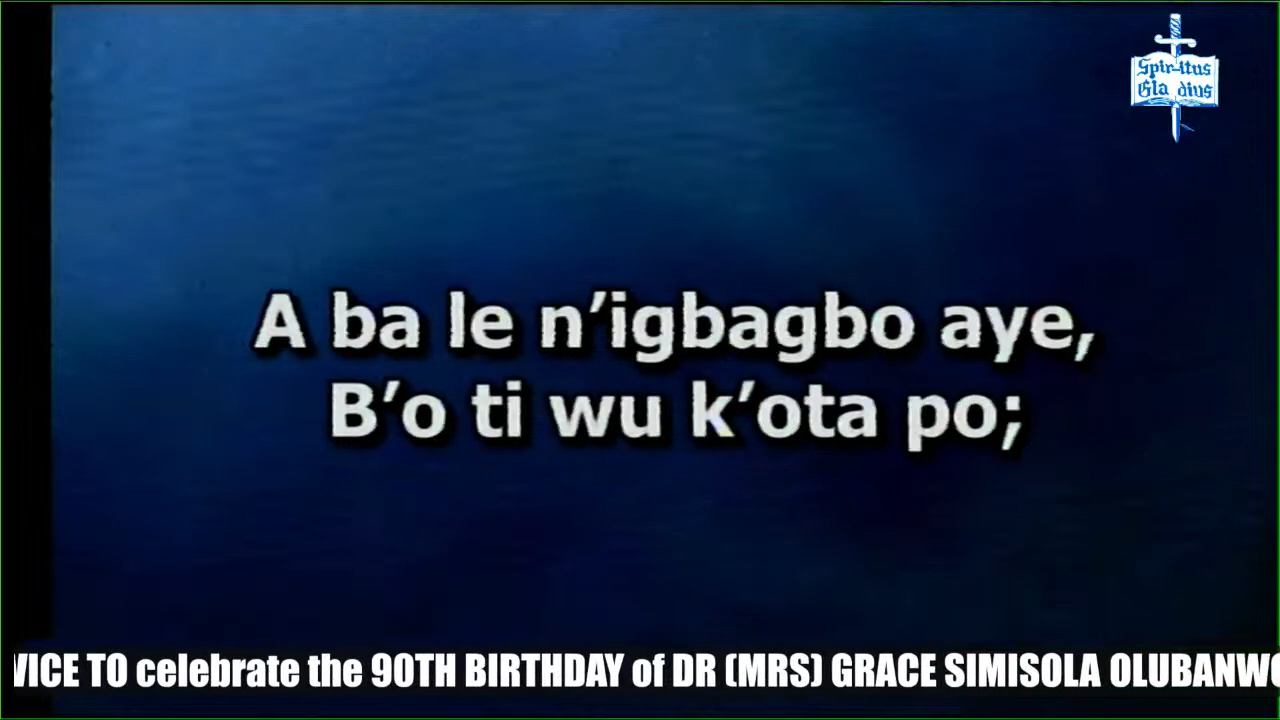 Spiritus
Gladius
A ba le n’igbagbo aye,
B’o ti wu k’ota po;
VICE TO celebrate the 90TH BIRTHDAY of DR (MRS) GRACE SIMISOLA OLUBANWO